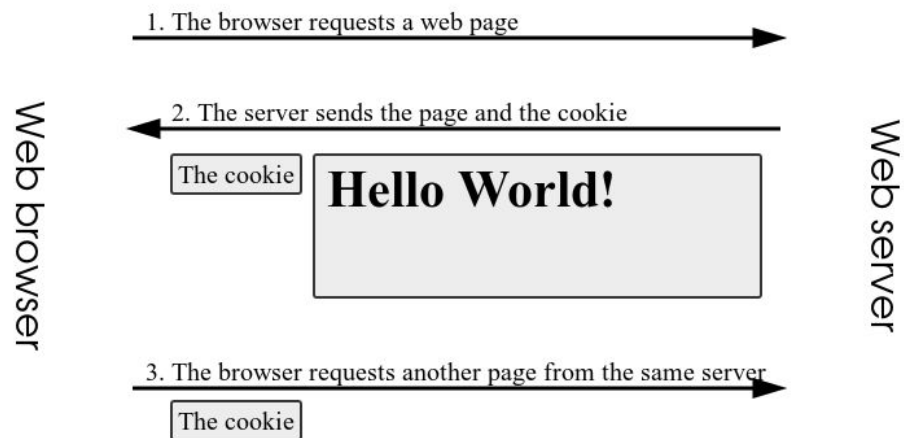 1. The browser requests a web page
2. The server sends the page and the cookie
The cookie
Hello World!
Web browser
Web server
3. The browser requests another page from the same server
The cookie